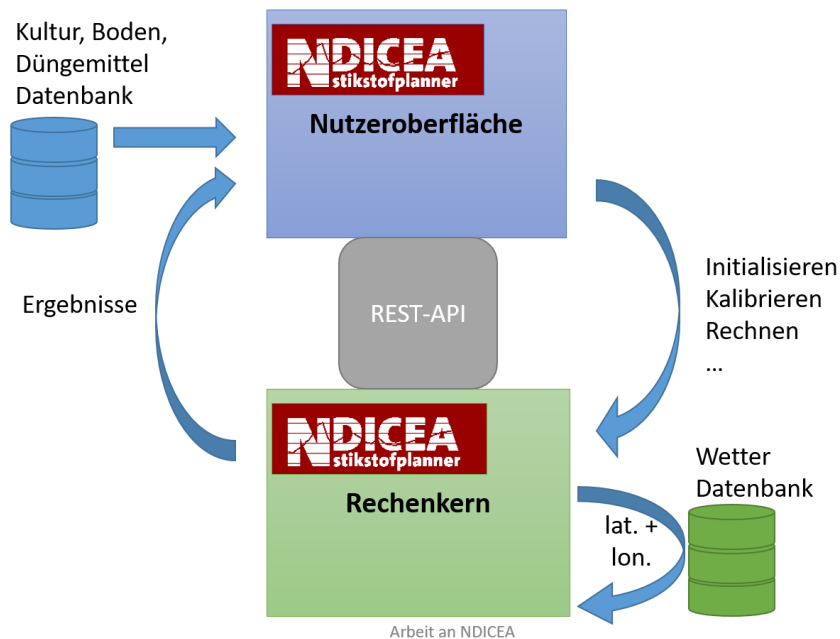 Kultur, Boden,
Düngemittel
Datenbank
NDICEA
stikstofplanner
Nutzeroberfläche
Ergebnisse
REST-API
Initialisieren
Kalibrieren
Rechnen
...
NDICEA
stikstofplanner
Rechenkern
Wetter
Datenbank
lat. +
lon.
Arbeit an NDICEA